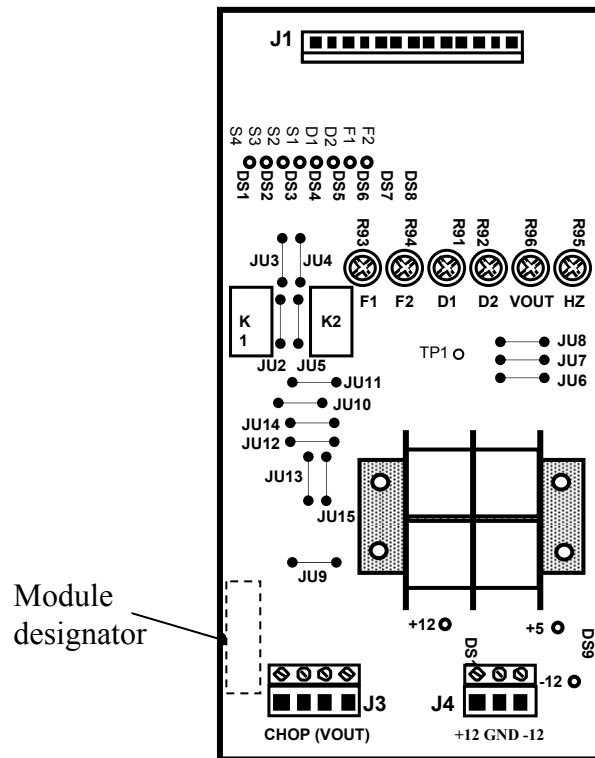 J1
S4 S3 S2 S1 D1 D2 F1 F2
DS1 DS2 DS3 DS4 DS5 DS6 DS7 DS8
R93 R94 R91 R92 R96 R95
JU3 JU4
F1 F2 D1 D2 VOUT HZ
K
1
K2
JU2 JU5
TP1
JU8
JU7
JU6
JU11
JU10
JU14
JU12
JU13
JU15
JU9
Module
designator
+12
+5
DS
DS9
-12
J3 J4
CHOP (VOUT)
+12 GND -12